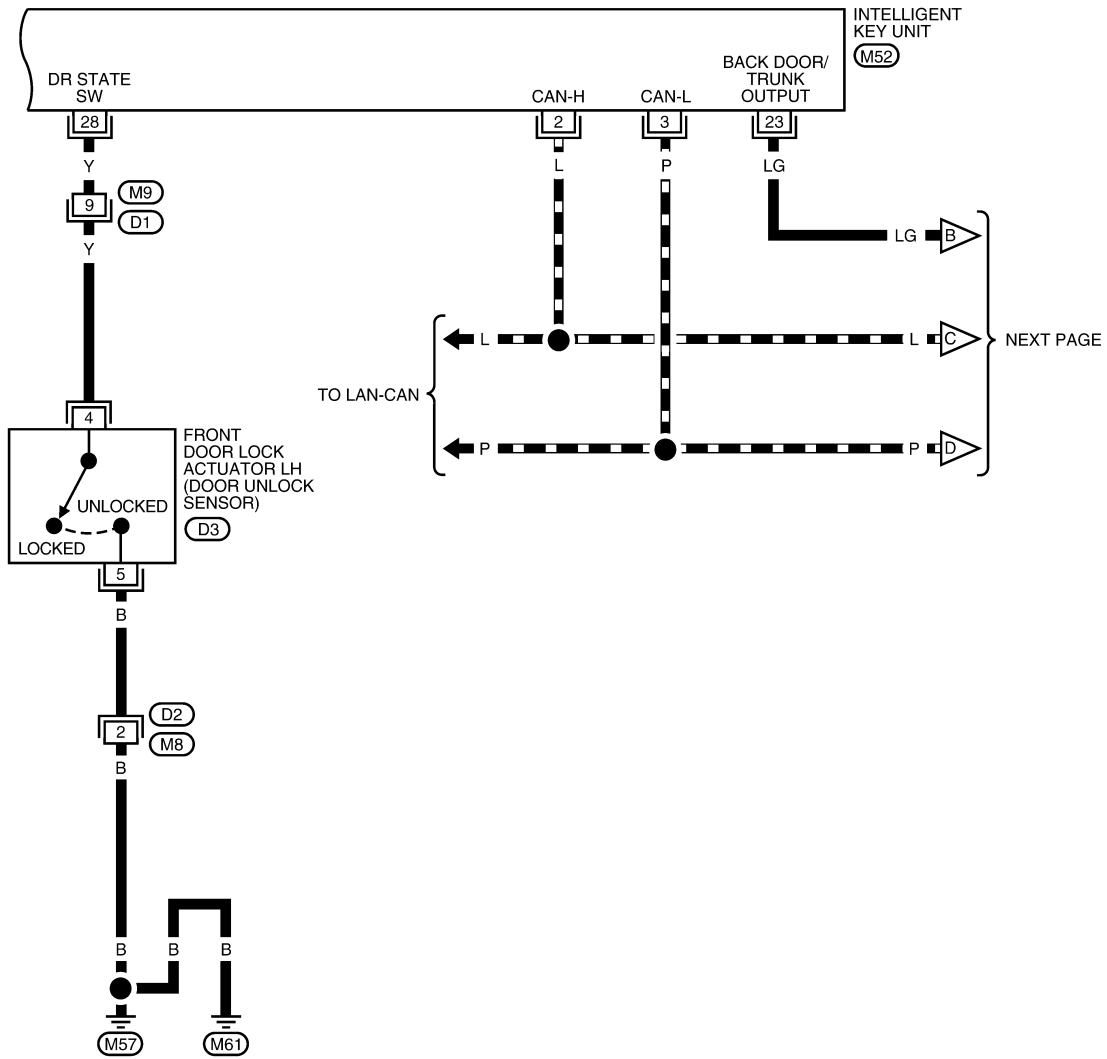 INTELLIGENT
KEY UNIT
M52
DR STATE
SW
CAN-H
CAN-L
BACK DOOR/
TRUNK
OUTPUT
28
2
3
23
Y
L
P
LG
9
M9
D1
Y
LG
B
L
L
C
NEXT PAGE
TO LAN-CAN
P
P
D
4
FRONT
DOOR LOCK
ACTUATOR LH
(DOOR UNLOCK
SENSOR)
D3
UNLOCKED
LOCKED
5
B
2
D2
M8
B
B
B
B
M57
M61